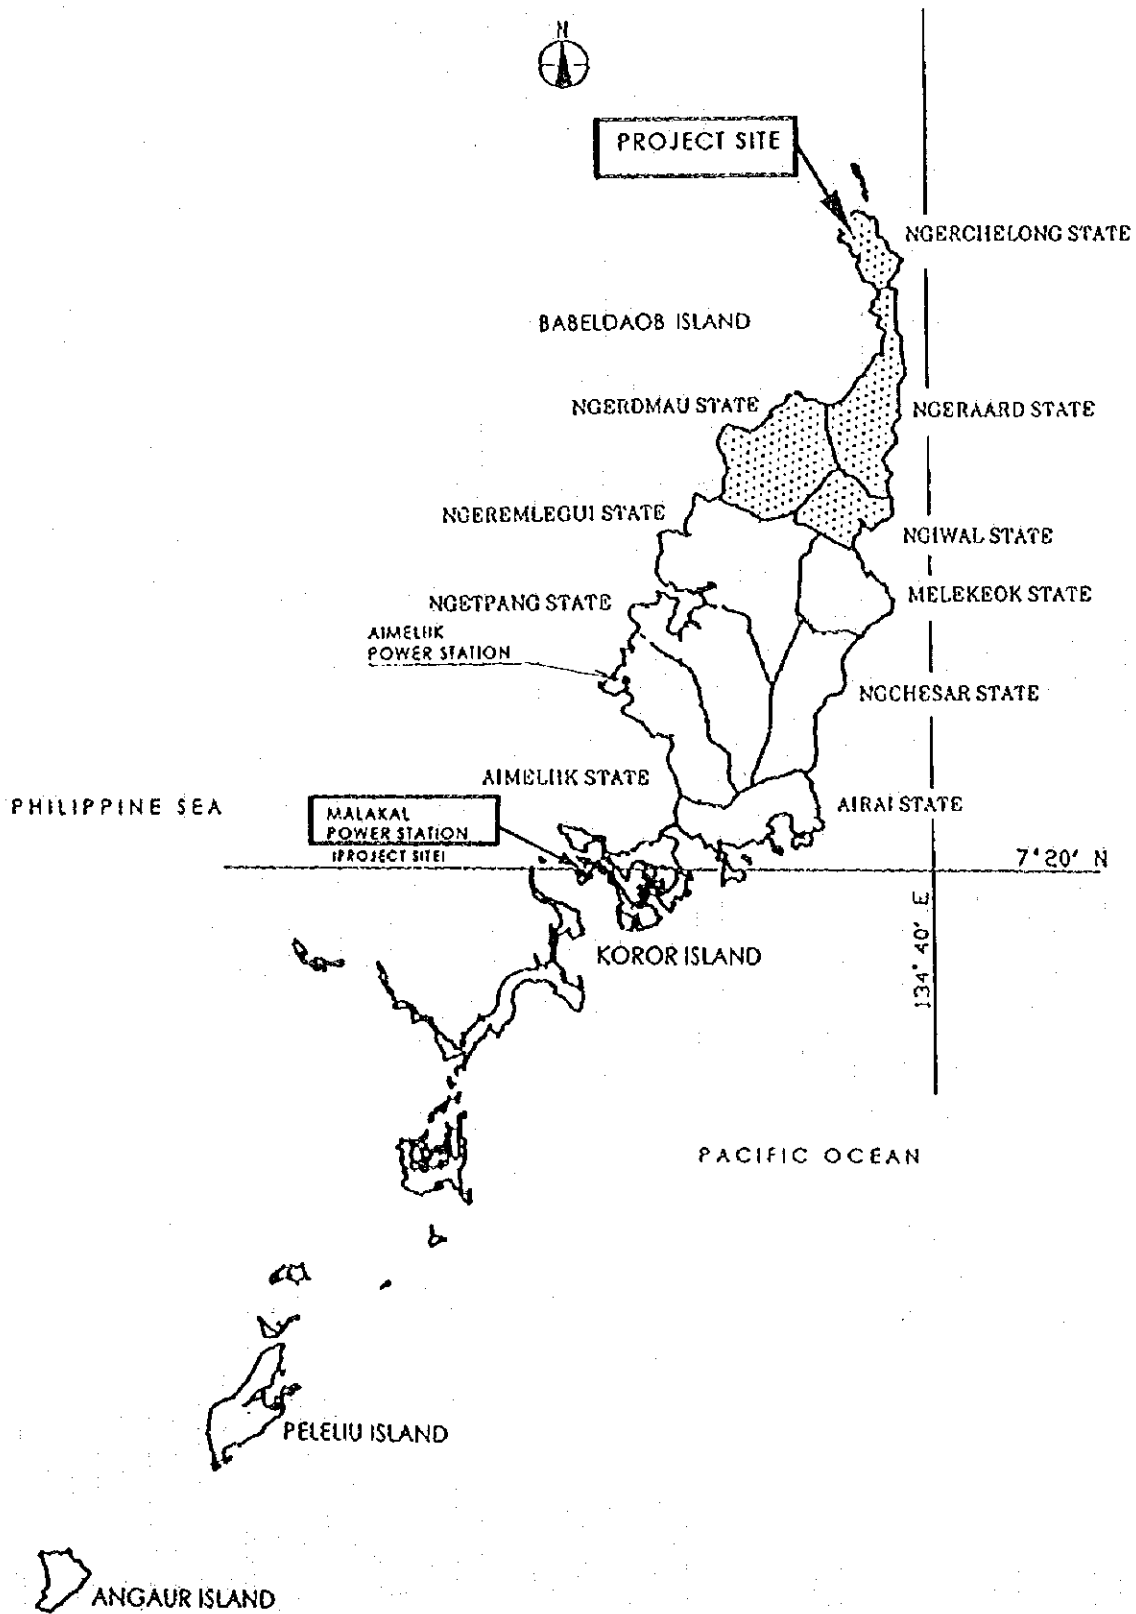 N
PROJECT SITE
NGERCHELONG STATE
BABELDAOB ISLAND
NGERDMAU STATE
NGERAARD STATE
NGEREMLEGUI STATE
NGIWAL STATE
NGETPANG STATE
MELEKEOK STATE
AIMELIIK
POWER STATION
NGCHESAR STATE
AIMELIIK STATE
PHILIPPINE SEA
MALAKAL
POWER STATION
(PROJECT SITE)
AIRAI STATE
7° 20' N
134° 40' E
KOROR ISLAND
PACIFIC OCEAN
PELELIU ISLAND
ANGAUR ISLAND